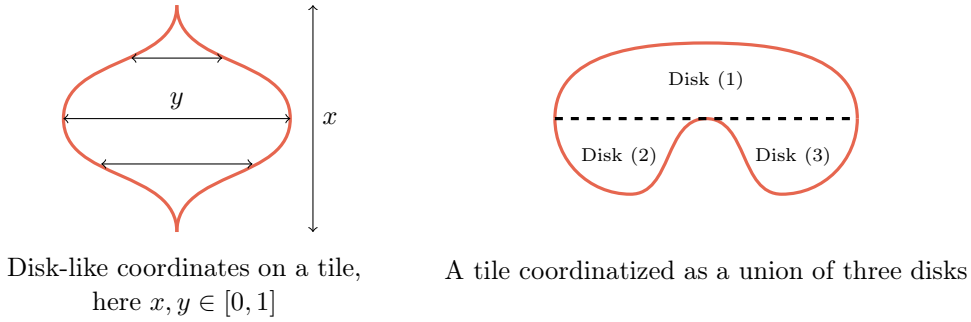 y
x
Disk (1)
Disk (2)
Disk (3)
Disk-like coordinates on a tile,
here x, y ∈ [0, 1]
A tile coordinatized as a union of three disks